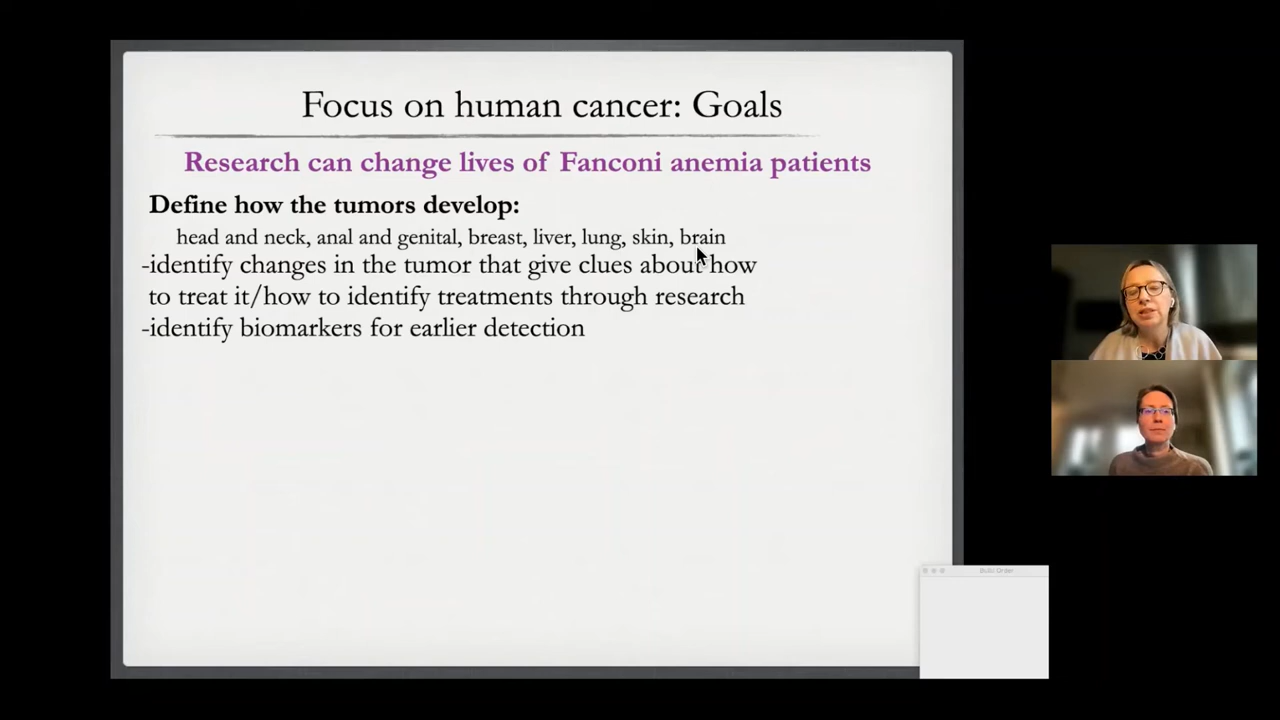 Focus on human cancer: Goals
Research can change lives of Fanconi anemia patients
Define how the tumors develop:
head and neck, anal and genital, breast, liver, lung, skin, brain
-identify changes in the tumor that give clues about how
to treat it/how to identify treatments through research
-identify biomarkers for earlier detection